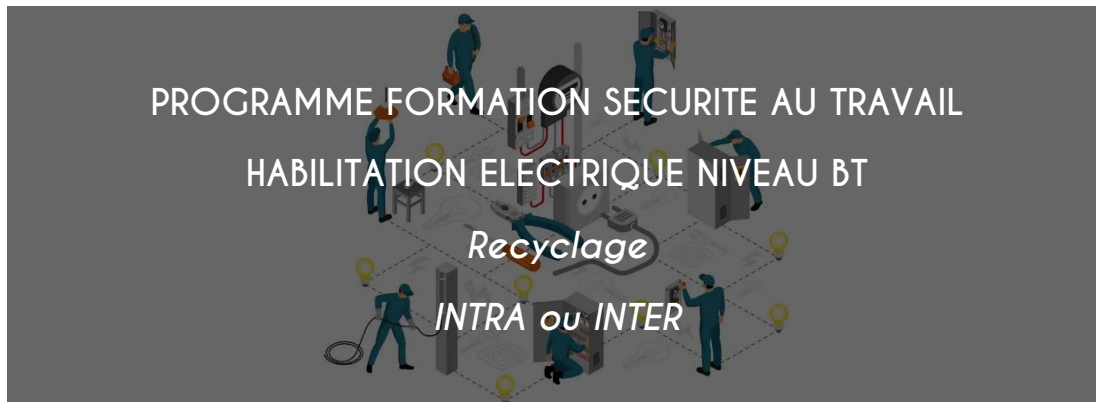 PROGRAMME FORMATION SECURITE AU TRAVAIL
HABILITATION ELECTRIQUE NIVEAU BT
Recyclage
INTRA ou INTER